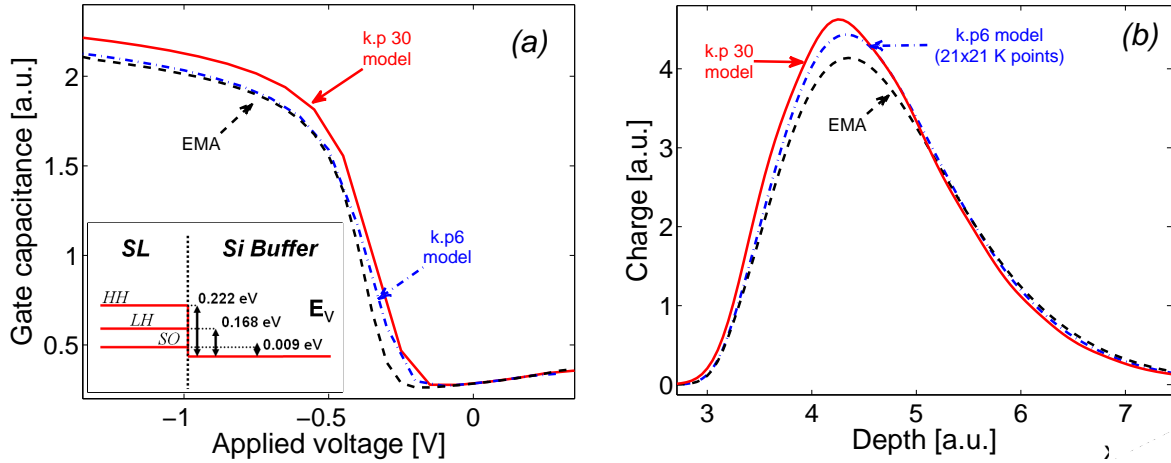 (a)
k.p 30
model
EMA
k.p6
model
Gate capacitance [a.u.]
2
1.5
1
0.5
−1
−0.5
0
Applied voltage [V]
SL
Si Buffer
HH
LH
SO
0.222 eV
0.168 eV
0.009 eV
EV
(b)
k.p 30
model
k.p6 model
(21x21 K points)
EMA
Charge [a.u.]
4
3
2
1
0
3
4
5
6
7
Depth [a.u.]